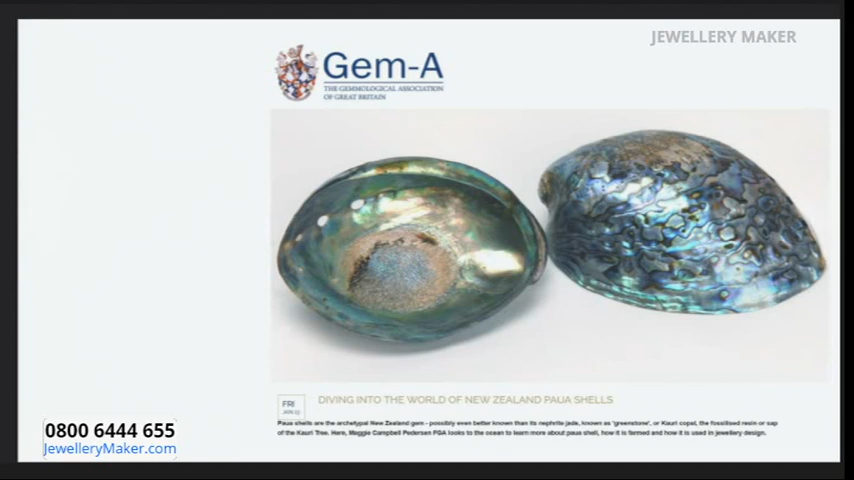 JEWELLERY MAKER
Gem-A
THE GEMMOLOGICAL ASSOCIATION
OF GREAT BRITAIN
FRI
JAN 13
DIVING INTO THE WORLD OF NEW ZEALAND PAUA SHELLS
Paua shells are the archetypal New Zealand gem - possibly even better known than its nephrite jade, known as 'greenstone', or Kauri copal, the fossilised resin or sap
of the Kauri Tree. Here, Maggie Campbell Pedersen FGA looks to the ocean to learn more about paua shell, how it is farmed and how it is used in jewellery design.
0800 6444 655
JewelleryMaker.com